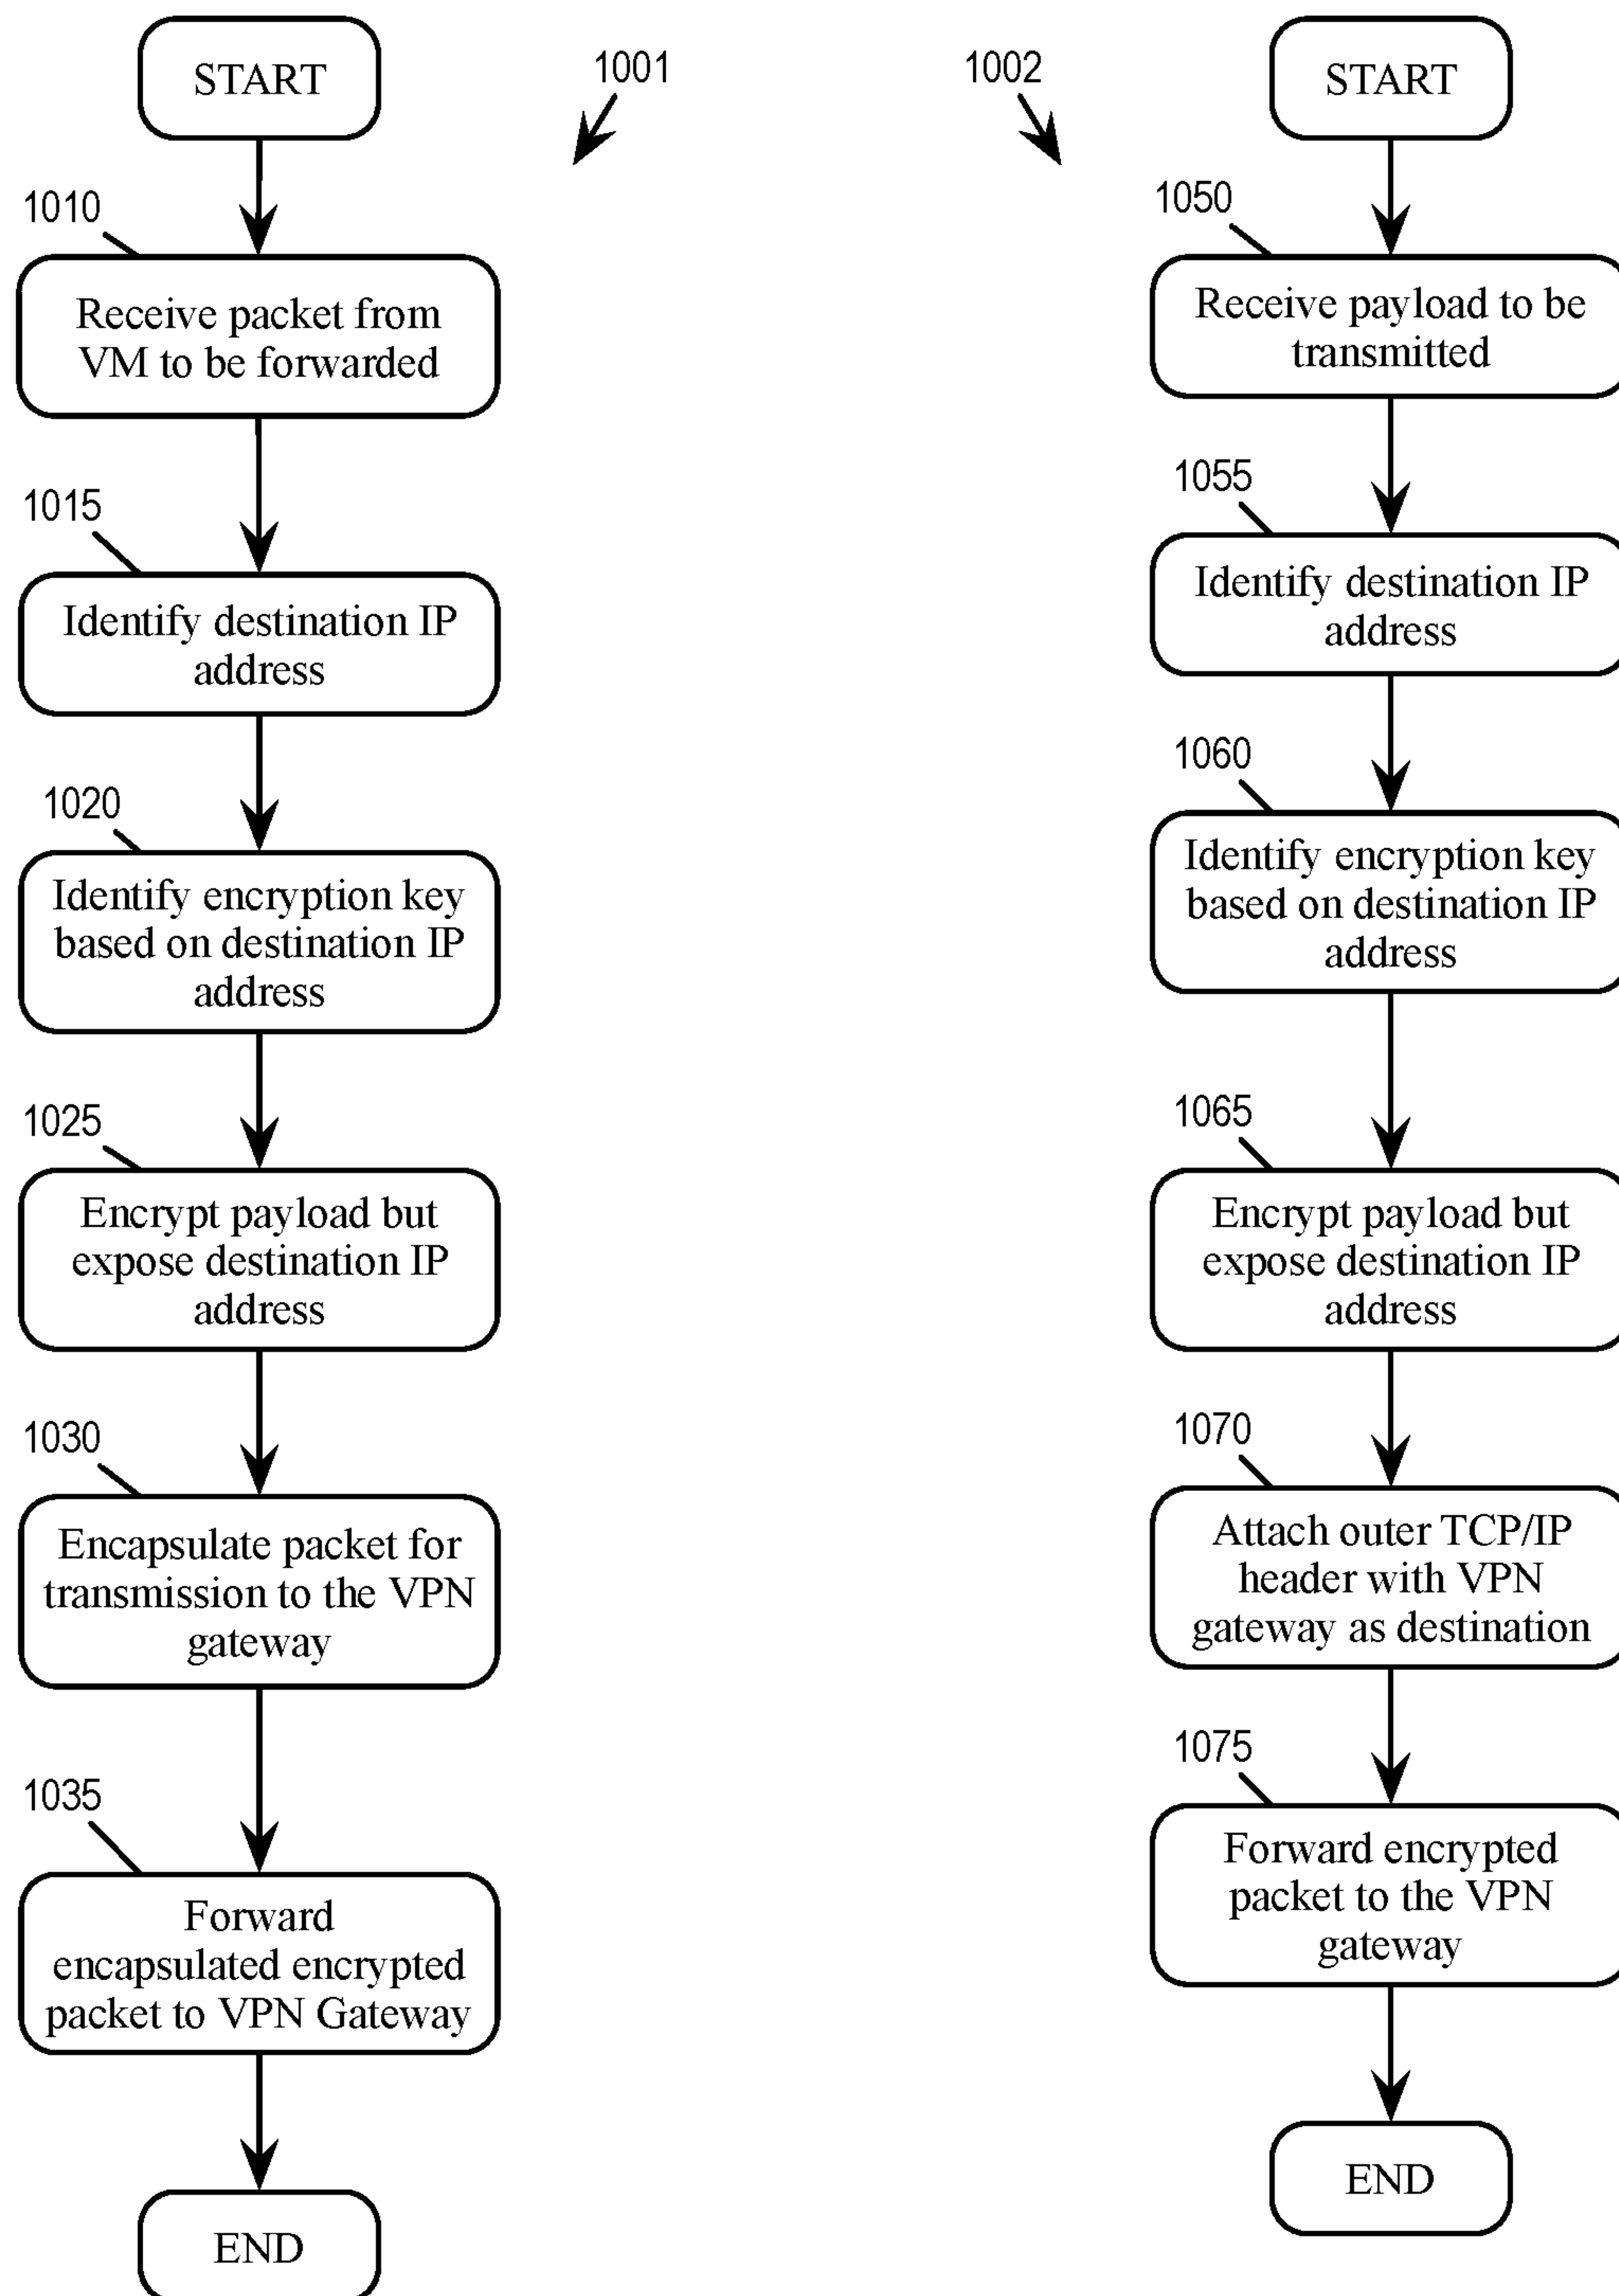 START
1001
1010
Receive packet from
VM to be forwarded
1015
Identify destination IP
address
1020
Identify encryption key
based on destination IP
address
1025
Encrypt payload but
expose destination IP
address
1030
Encapsulate packet for
transmission to the VPN
gateway
1035
Forward
encapsulated encrypted
packet to VPN Gateway
END
1002
START
1050
Receive payload to be
transmitted
1055
Identify destination IP
address
1060
Identify encryption key
based on destination IP
address
1065
Encrypt payload but
expose destination IP
address
1070
Attach outer TCP/IP
header with VPN
gateway as destination
1075
Forward encrypted
packet to the VPN
gateway
END